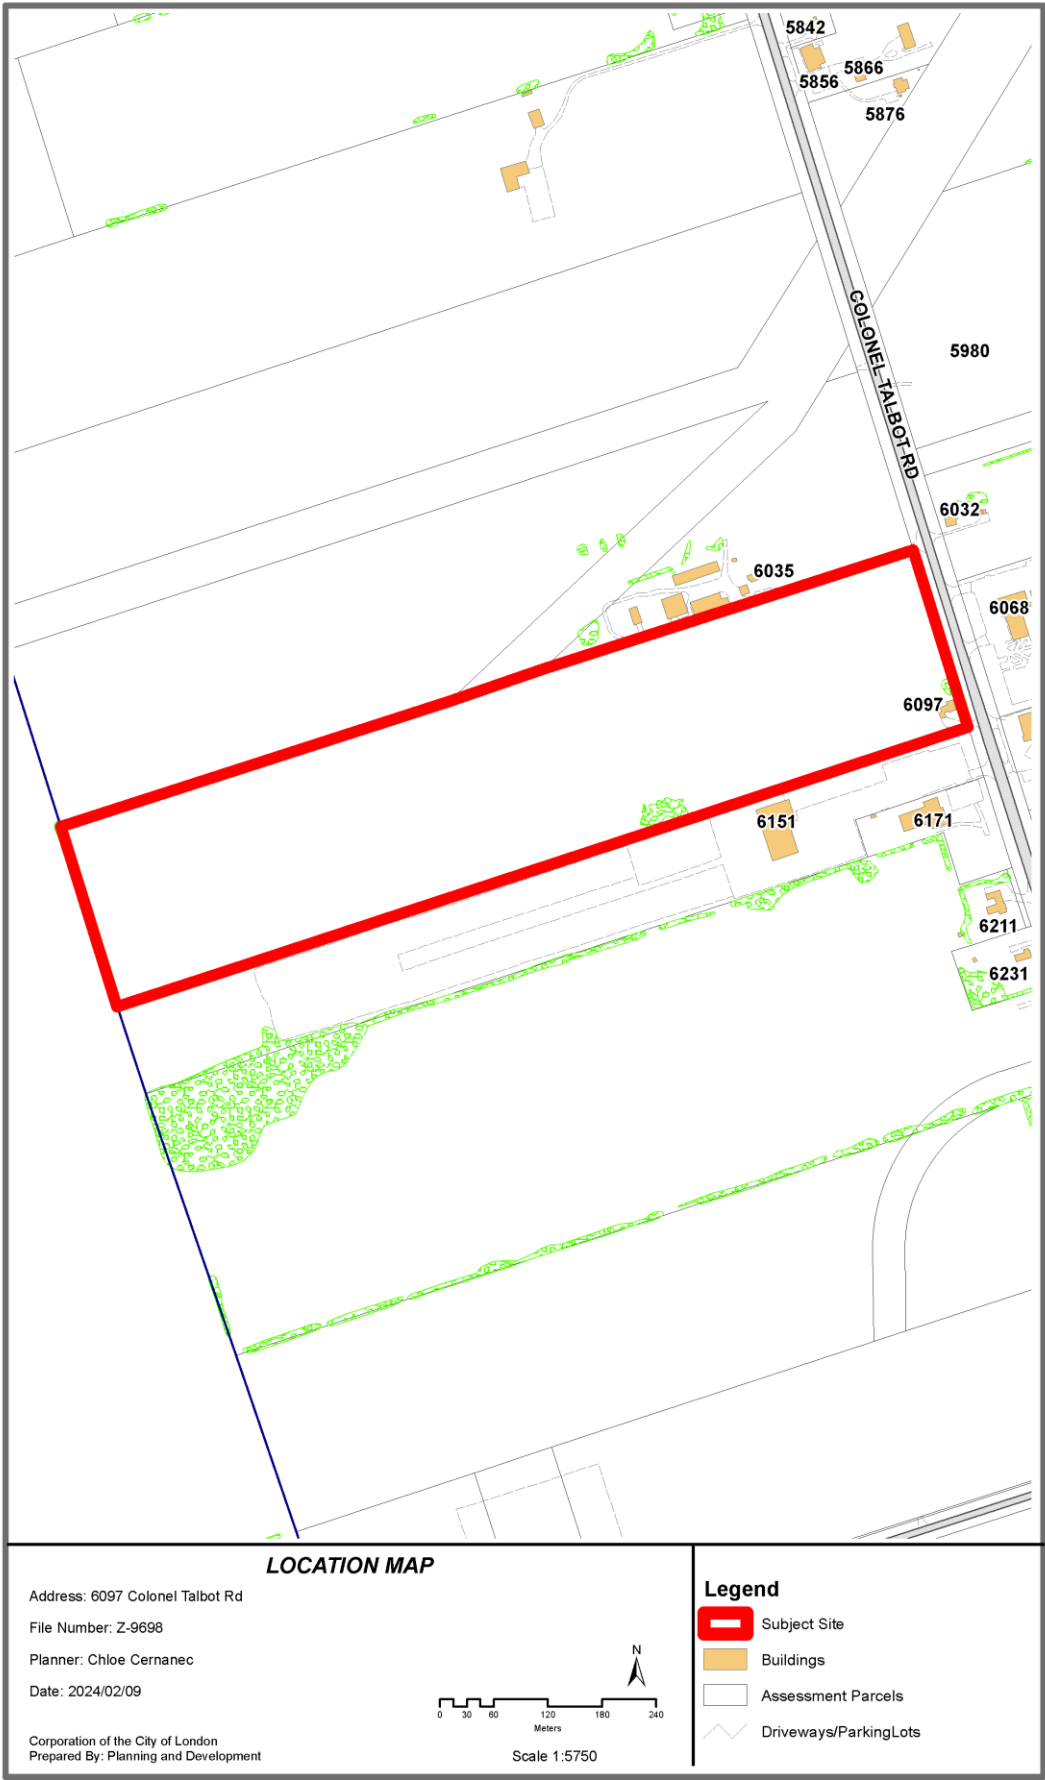 5842
5866
5856
5876
COLONEL TALBOT RD
5980
6032
6035
6068
6097
6151
6171
6211
6231
LOCATION MAP
Address: 6097 Colonel Talbot Rd
File Number: Z-9698
Planner: Chloe Cernanec
Date: 2024/02/09
Corporation of the City of London
Prepared By: Planning and Development
N
0 30 60 120 180 240
Meters
Scale 1:5750
Legend
Subject Site
Buildings
Assessment Parcels
Driveways/ParkingLots